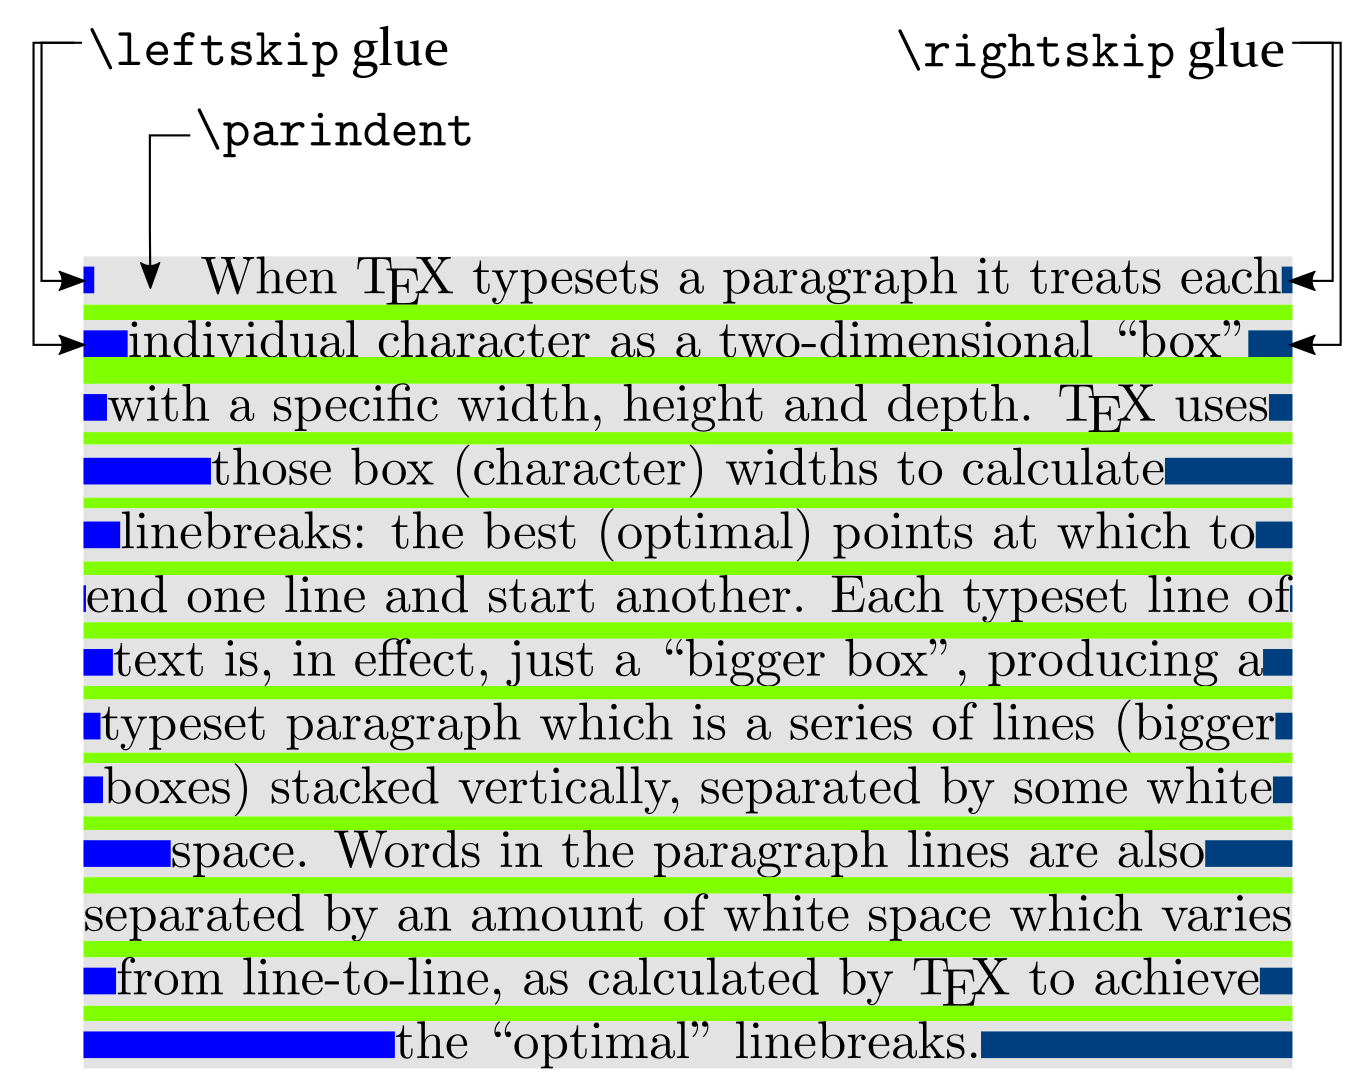 \leftskip glue
\rightskip glue
\parindent
When TEX typesets a paragraph it treats each
individual character as a two-dimensional “box”
with a specific width, height and depth. TEX uses
those box (character) widths to calculate
linebreaks: the best (optimal) points at which to
end one line and start another. Each typeset line of
text is, in effect, just a “bigger box”, producing a
typeset paragraph which is a series of lines (bigger
boxes) stacked vertically, separated by some white
space. Words in the paragraph lines are also
separated by an amount of white space which varies
from line-to-line, as calculated by TEX to achieve
the “optimal” linebreaks.